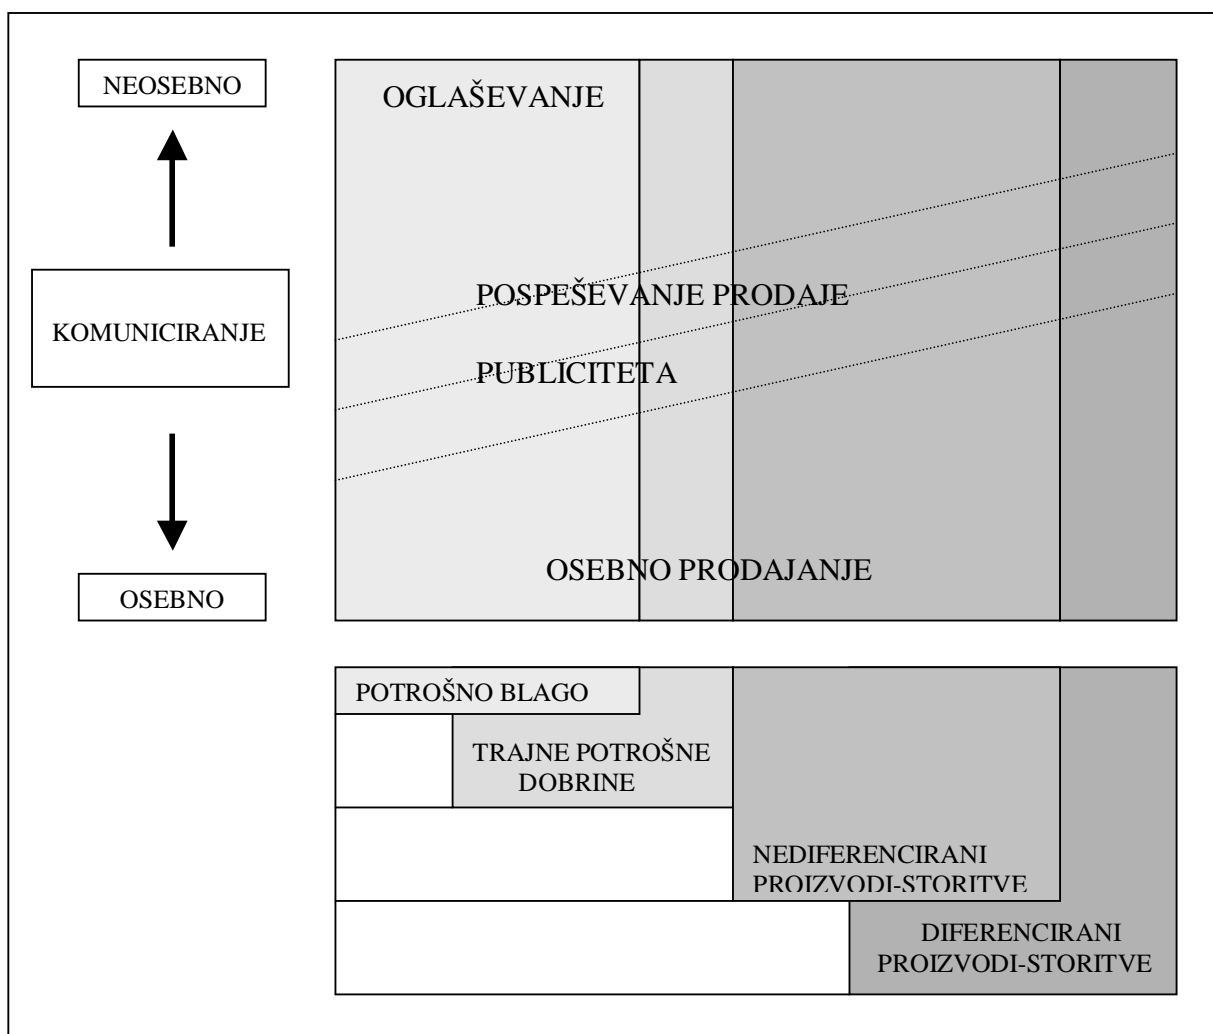 NEOSEBNO
OGLAŠEVANJE
POSPEŠEVANJE PRODAJE
KOMUNICIRANJE
PUBLICITETA
OSEBNO PRODAJANJE
OSEBNO
POTROŠNO BLAGO
TRAJNE POTROŠNE
DOBRINE
NEDIFERENCIRANI
PROIZVODI-STORITVE
DIFERENCIRANI
PROIZVODI-STORITVE